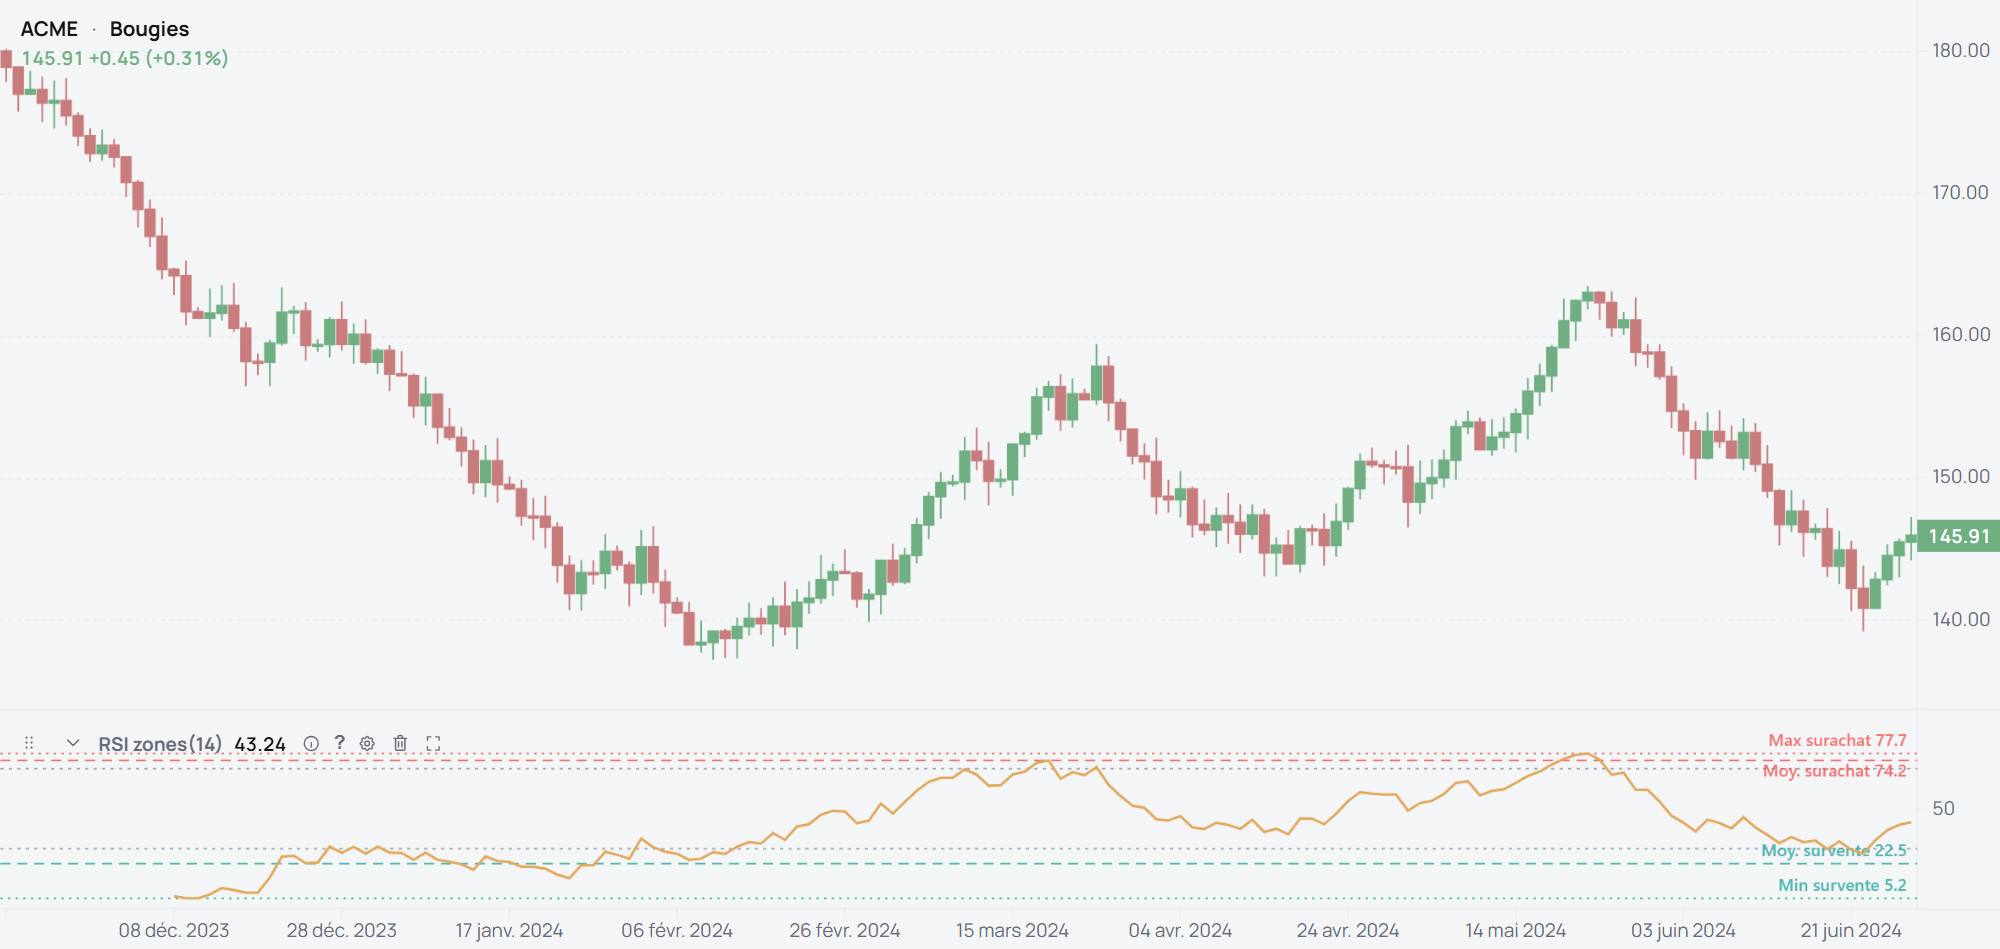 ACME · Bougies
145.91 +0.45 (+0.31%)
180.00
170.00
160.00
150.00
145.91
140.00
RSI zones(14) 43.24 ?
Max surachat 77.7
Moy. surachat 74.2
50
Moy. survente 22.5
Min survente 5.2
08 déc. 2023 28 déc. 2023 17 janv. 2024 06 févr. 2024 26 févr. 2024 15 mars 2024 04 avr. 2024 24 avr. 2024 14 mai 2024 03 juin 2024 21 juin 2024